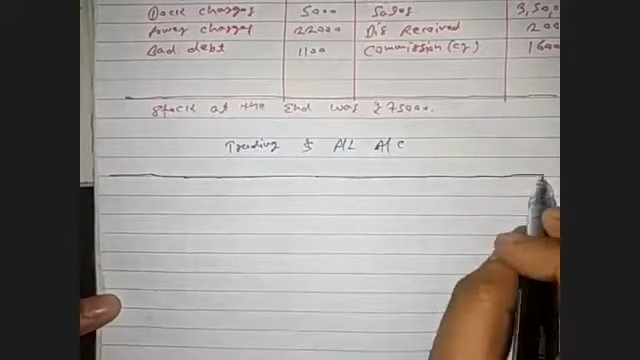 Dock charges 5000 Sales 3,50,0
Power charges 22000 Dis Received 200
Bad debt 1100 Commission (cr) 1600
Stock at the End was ₹75000.
Trading & P/L A/C